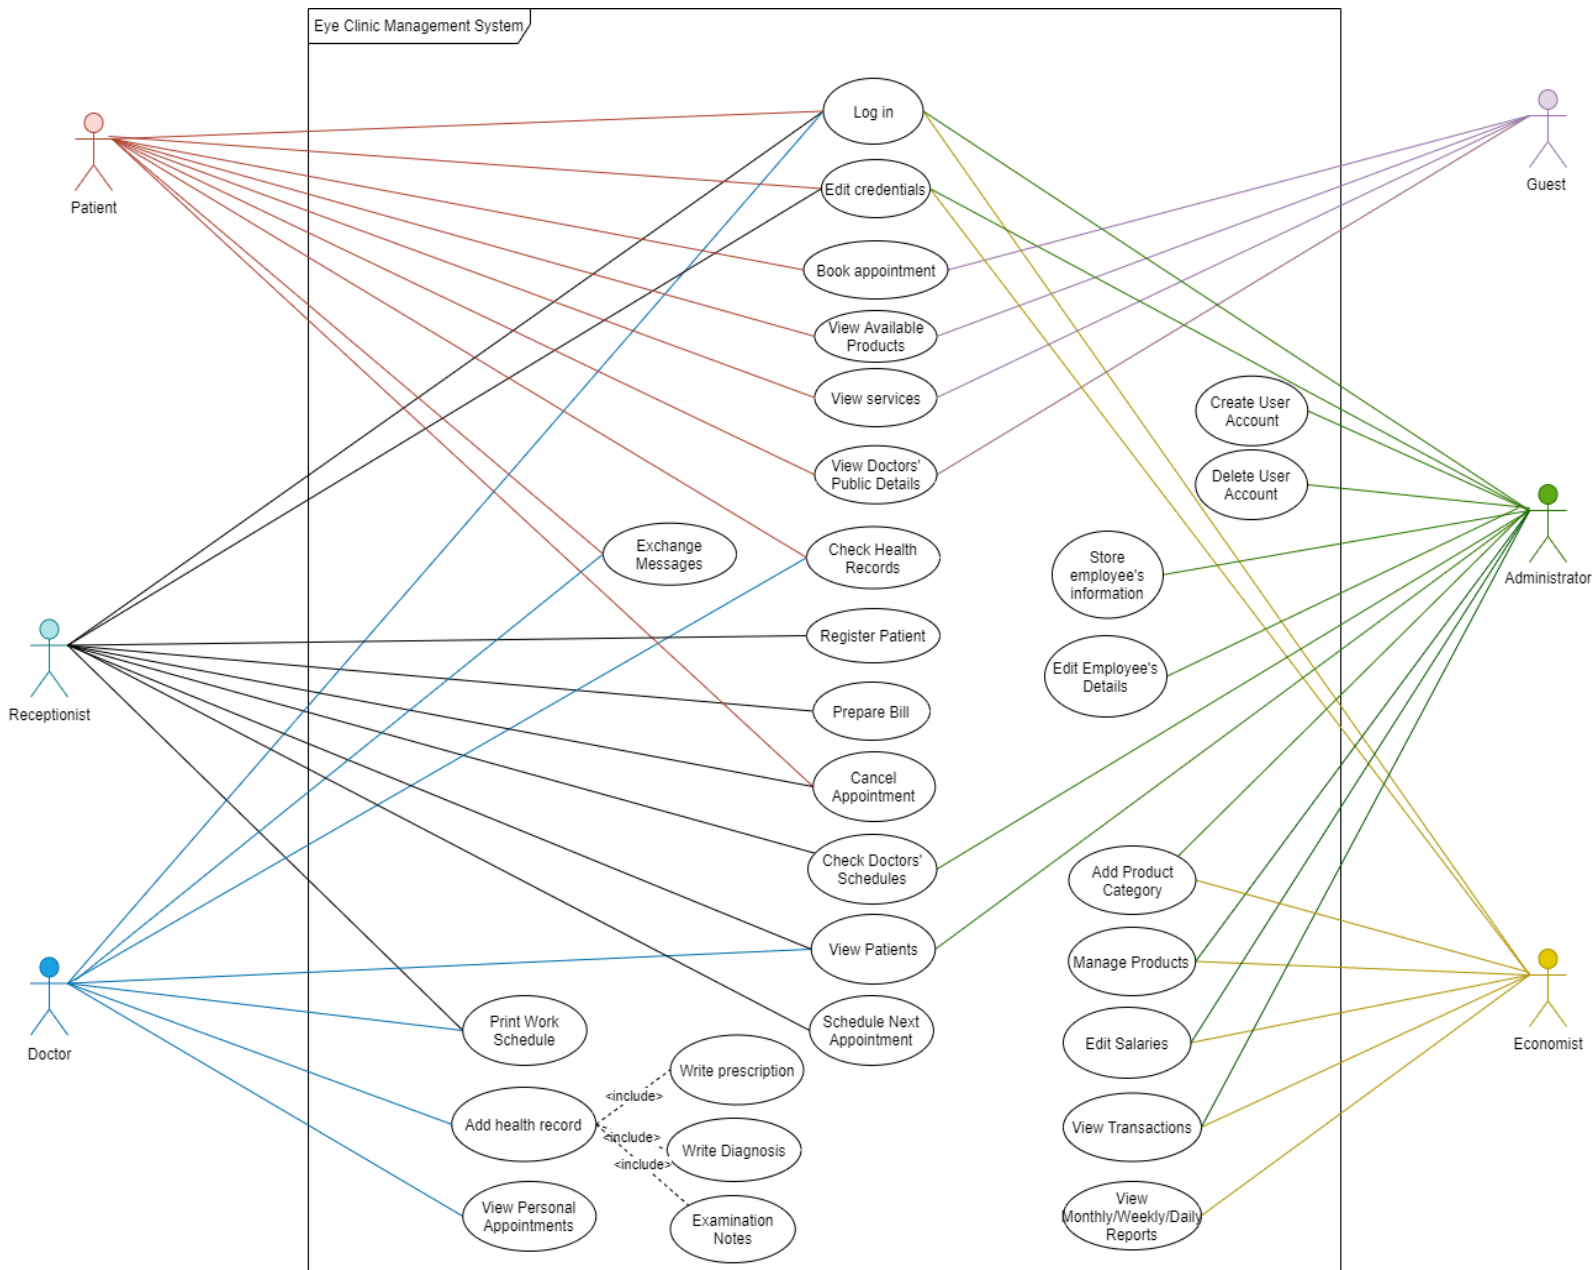 Eye Clinic Management System
Log in
Patient
Guest
Edit credentials
Book appointment
View Available
Products
View services
Create User
Account
View Doctors'
Public Details
Delete User
Account
Exchange
Messages
Check Health
Records
Store
employee's
information
Administrator
Register Patient
Edit Employee's
Details
Receptionist
Prepare Bill
Cancel
Appointment
Check Doctors'
Schedules
Add Product
Category
View Patients
Manage Products
Print Work
Schedule
Schedule Next
Appointment
Edit Salaries
Economist
Doctor
Write prescription
<include>
Add health record
<include>
Write Diagnosis
<include>
View Transactions
View Personal
Appointments
Examination
Notes
View
Monthly/Weekly/Daily
Reports